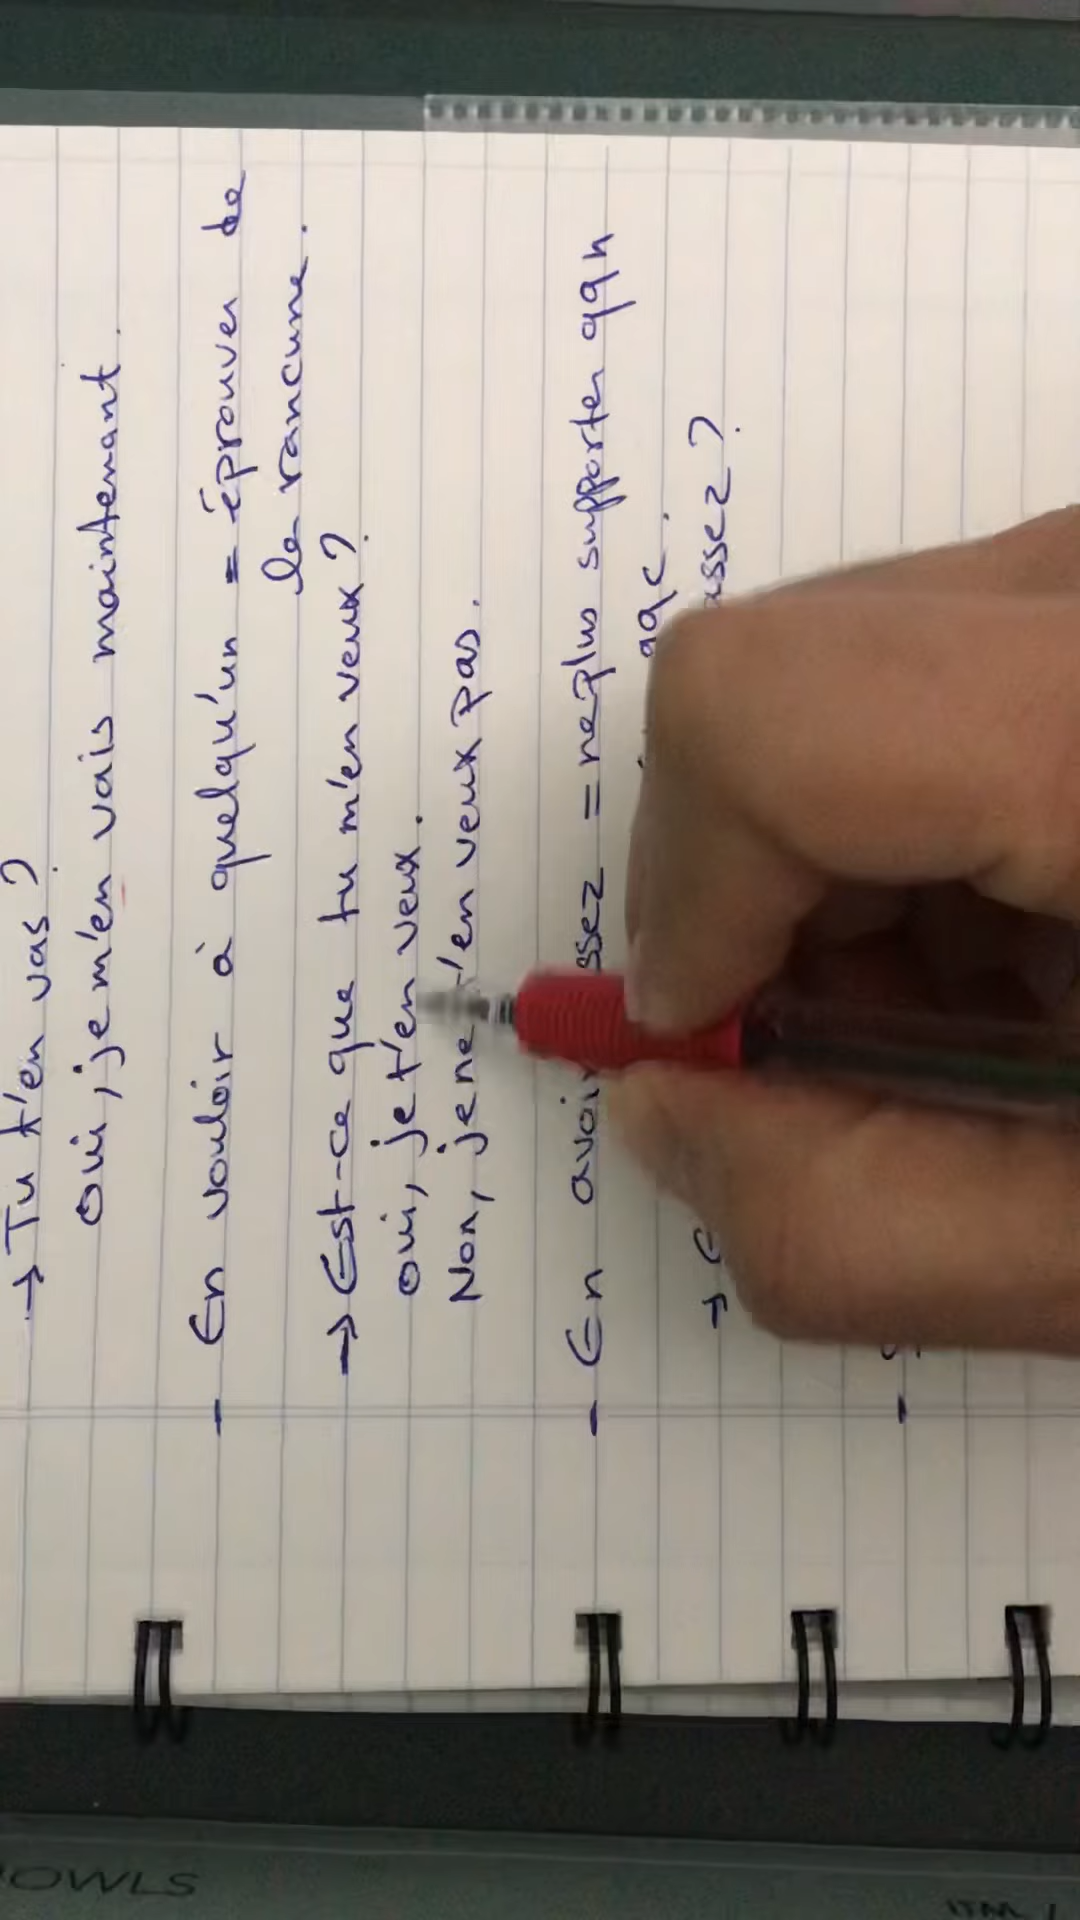 → Tu t'en vas ?
Oui, je m'en vais maintenant.
- En vouloir à quelqu'un = éprouver de
la rancune.
→ Est-ce que tu m'en veux ?
Oui, je t'en veux.
Non, je ne t'en veux pas.
- En avoir assez = ne plus supporter qqn
qqc.
→ assez ?
OWLS